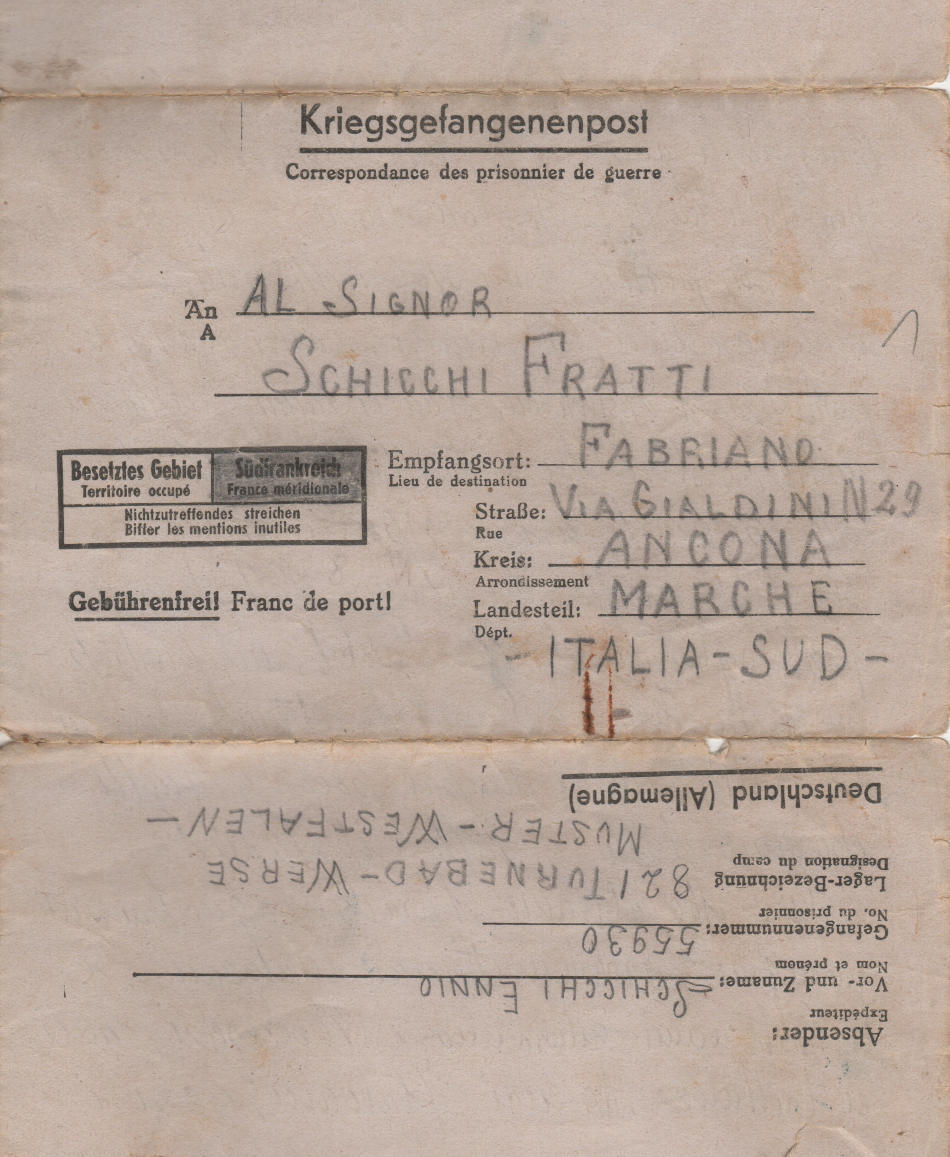 Kriegsgefangenenpost
Correspondance des prisonnier de guerre
An AL SIGNOR
A
SCHICCHI FRATTI
1
Besetztes Gebiet
Territoire occupé
Südfrankreich
France méridionale
Nichtzutreffendes streichen
Biffer les mentions inutiles
Gebührenfrei! Franc de port!
Empfangsort: FABRIANO
Lieu de destination
Straße: VIA GIALDINI N 29
Rue
Kreis: ANCONA
Arrondissement
Landesteil: MARCHE
Dépt.
- ITALIA - SUD -
Absender:
Expéditeur
Vor- und Zuname: SCHICCHI ENNIO
Nom et prénom
Gefangenennummer: 55930
No. du prisonnier
Lager-Bezeichnung 821 TURNEBAD - WERSE
Designation du camp
MUSTER - WESTFALEN -
Deutschland (Allemagne)